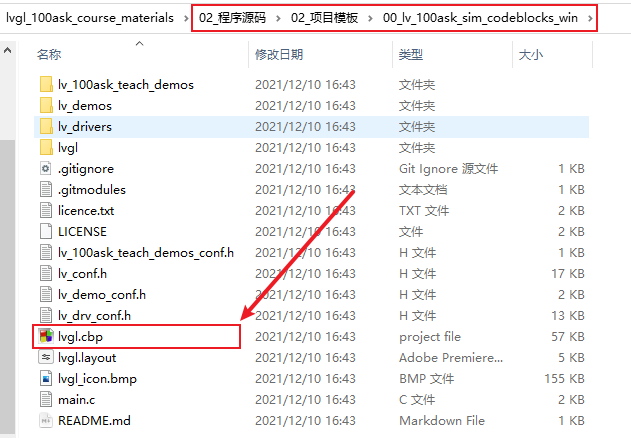 lvgl_100ask_course_materials › 02_程序源码 › 02_项目模板 › 00_lv_100ask_sim_codeblocks_win ›
名称 修改日期 类型 大小
lv_100ask_teach_demos 2021/12/10 16:43 文件夹
lv_demos 2021/12/10 16:43 文件夹
lv_drivers 2021/12/10 16:43 文件夹
lvgl 2021/12/10 16:43 文件夹
.gitignore 2021/12/10 16:43 Git Ignore 源文件 1 KB
.gitmodules 2021/12/10 16:43 文本文档 1 KB
licence.txt 2021/12/10 16:43 TXT 文件 2 KB
LICENSE 2021/12/10 16:43 文件 2 KB
lv_100ask_teach_demos_conf.h 2021/12/10 16:43 H 文件 1 KB
lv_conf.h 2021/12/10 16:43 H 文件 17 KB
lv_demo_conf.h 2021/12/10 16:43 H 文件 2 KB
lv_drv_conf.h 2021/12/10 16:43 H 文件 13 KB
lvgl.cbp 2021/12/10 16:43 project file 57 KB
lvgl.layout 2021/12/10 16:43 Adobe Premiere... 5 KB
lvgl_icon.bmp 2021/12/10 16:43 BMP 文件 155 KB
main.c 2021/12/10 16:43 C 文件 2 KB
README.md 2021/12/10 16:43 Markdown File 2 KB